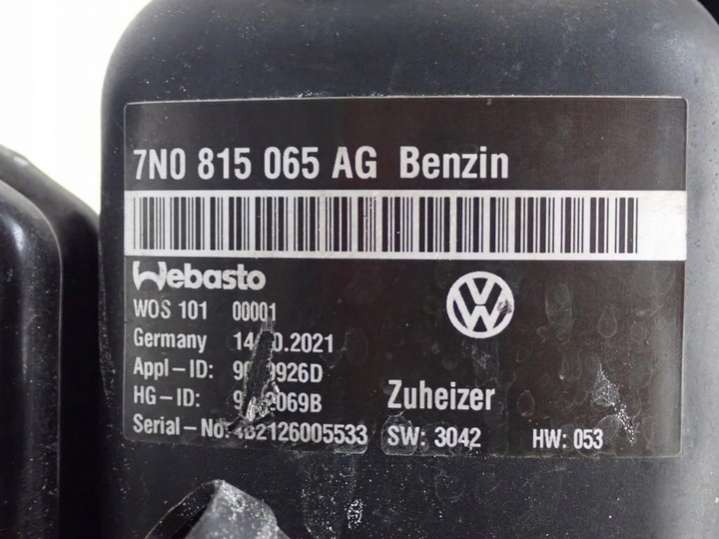 7N0 815 065 AG Benzin
Webasto
WOS 101 00001
Germany
Appl-ID:
HG-ID:
Serial-No:
Zuheizer
SW: 3042 HW: 053